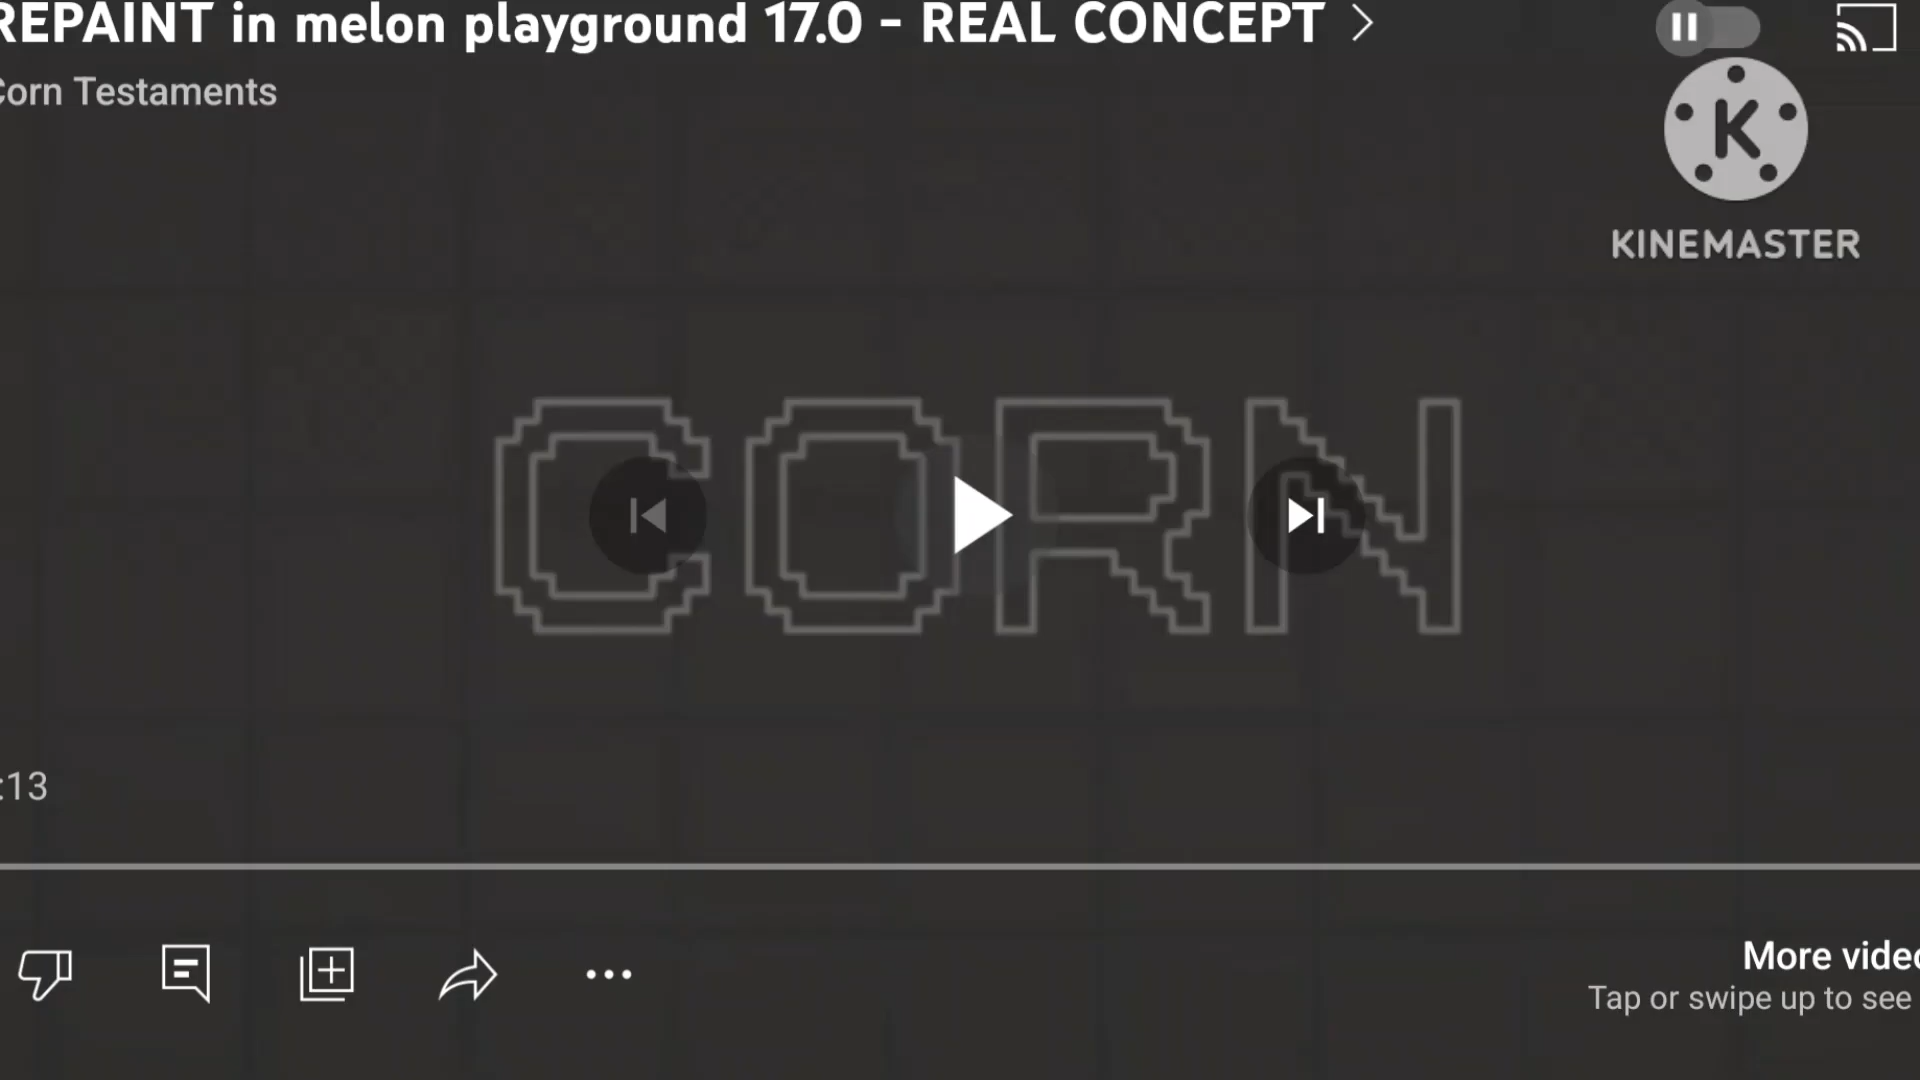 REPAINT in melon playground 17.0 - REAL CONCEPT
Corn Testaments
K
KINEMASTER
CORN
:13
More video
Tap or swipe up to see